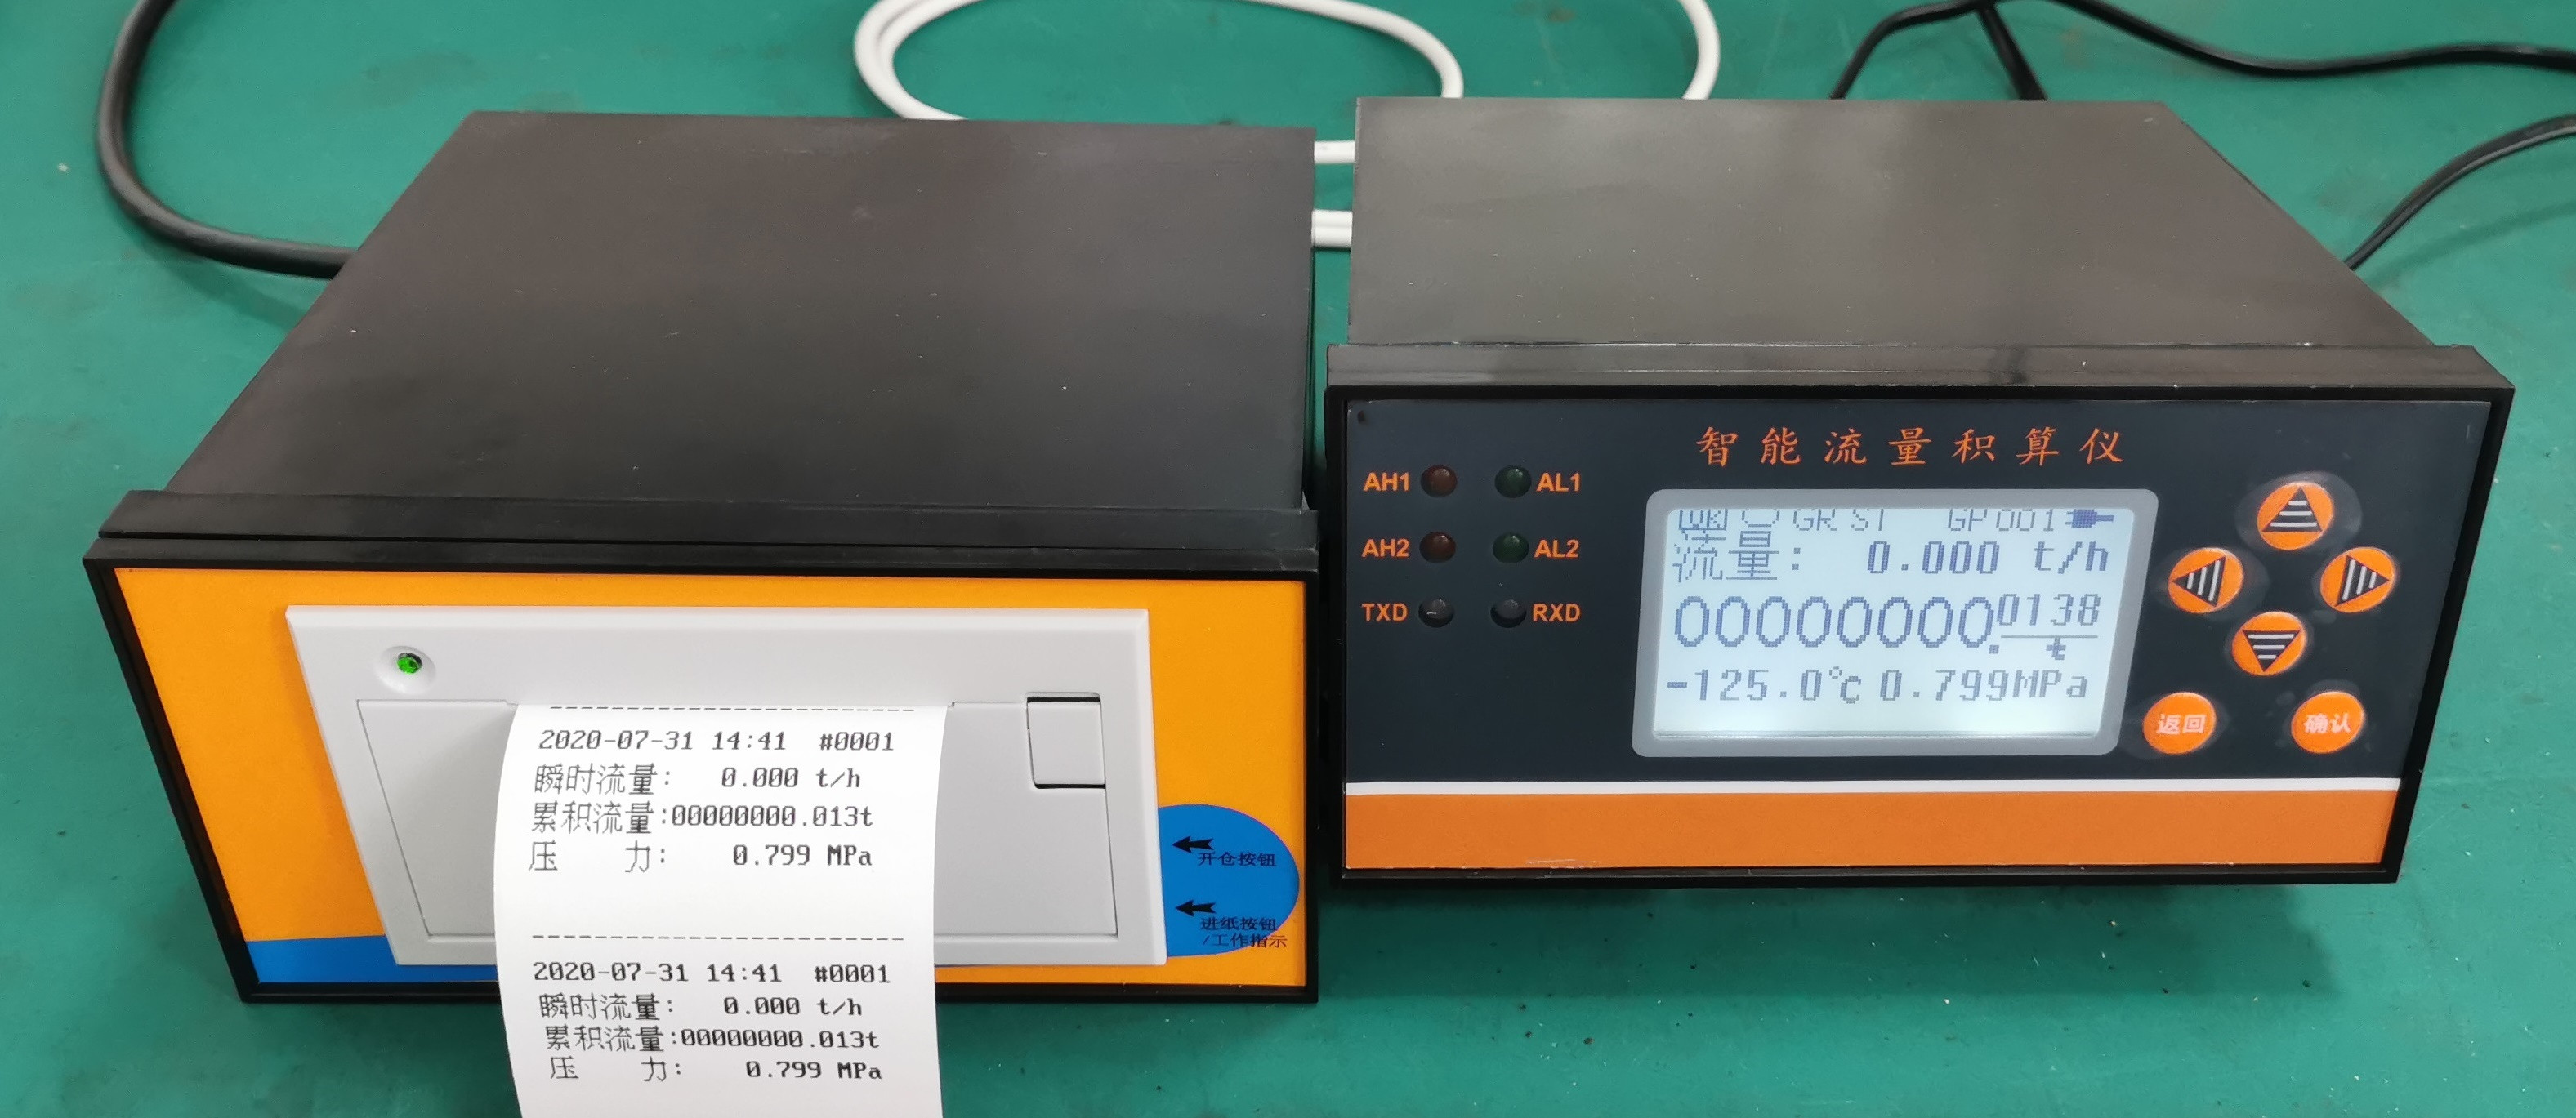 2020-07-31 14:41 #0001
瞬时流量: 0.000 t/h
累积流量:00000000.013t
压 力: 0.799 MPa
2020-07-31 14:41 #0001
瞬时流量: 0.000 t/h
累积流量:00000000.013t
压 力: 0.799 MPa
开仓按钮
进纸按钮
/工作指示
智能流量积算仪
AH1 AL1
AH2 AL2
TXD RXD
GR ST GP 001
流量: 0.000 t/h
00000000.0138 t
-125.0℃ 0.799MPa
返回 确认